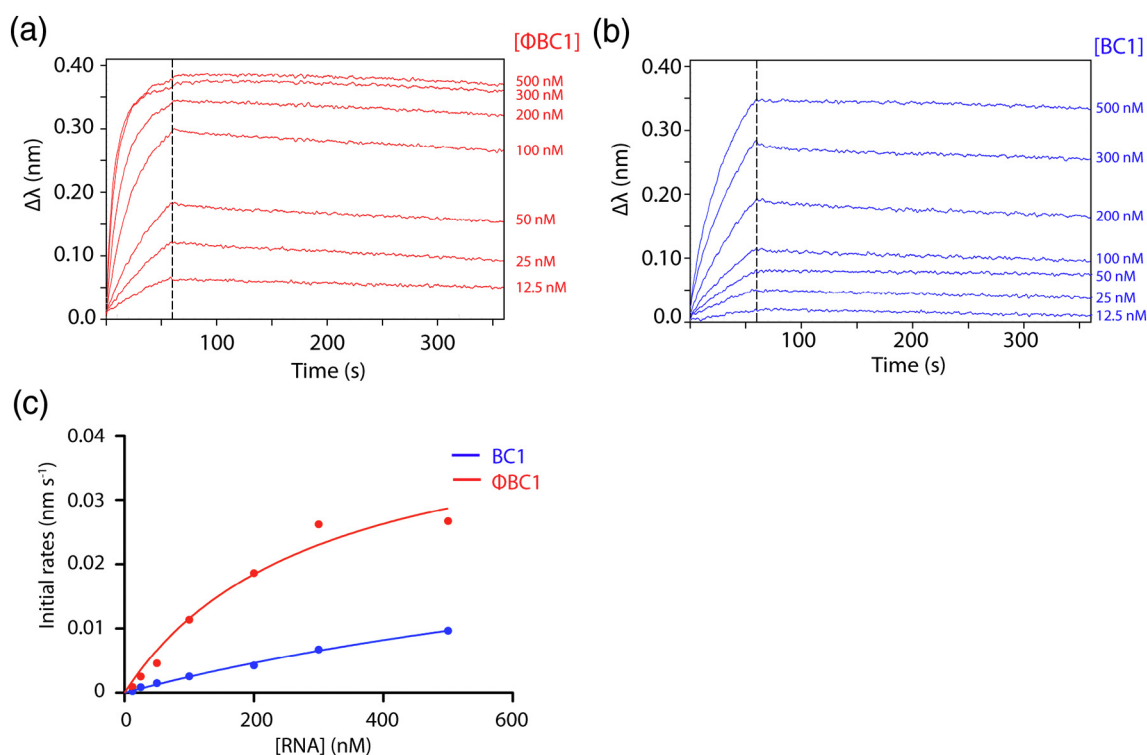 (a)
[ΦBC1]
0.40
0.30
0.20
0.10
0.0
Δλ (nm)
100
200
300
Time (s)
500 nM
300 nM
200 nM
100 nM
50 nM
25 nM
12.5 nM
(b)
[BC1]
0.40
0.30
0.20
0.10
0.0
Δλ (nm)
100
200
300
Time (s)
500 nM
300 nM
200 nM
100 nM
50 nM
25 nM
12.5 nM
(c)
0.04
0.03
0.02
0.01
0
Initial rates (nm s⁻¹)
BC1
ΦBC1
0
200
400
600
[RNA] (nM)